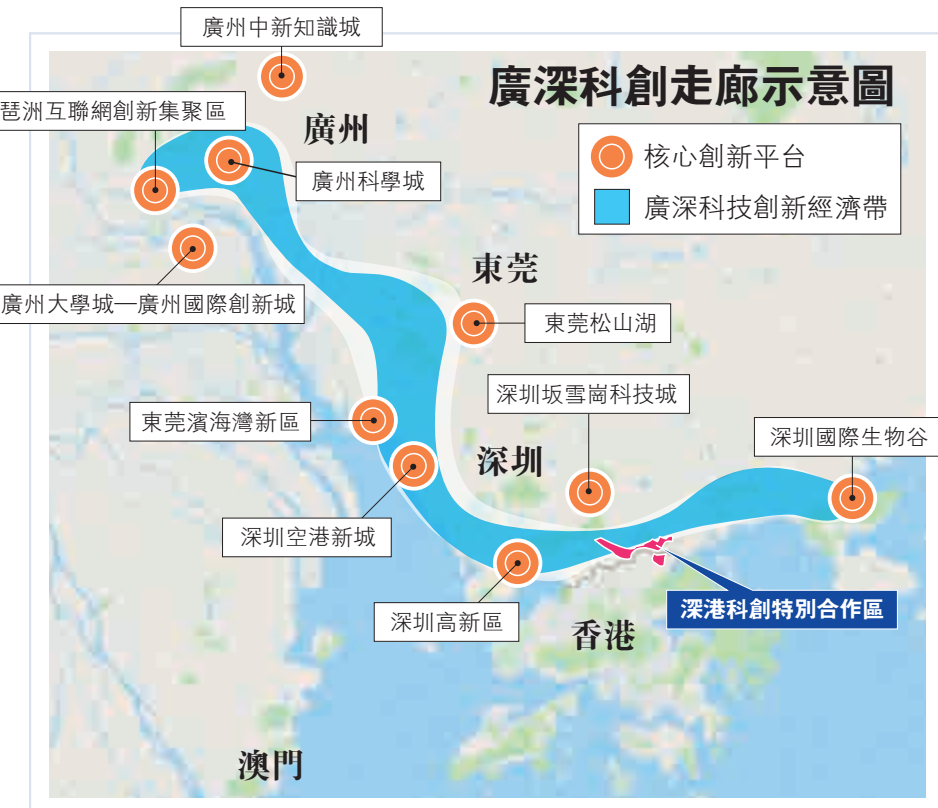 廣州中新知識城
廣深科創走廊示意圖
琶洲互聯網創新集聚區
廣州
核心創新平台
廣州科學城
廣深科技創新經濟帶
東莞
廣州大學城—廣州國際創新城
東莞松山湖
深圳坂雪崗科技城
東莞濱海灣新區
深圳國際生物谷
深圳
深圳空港新城
深港科創特別合作區
深圳高新區
香港
澳門